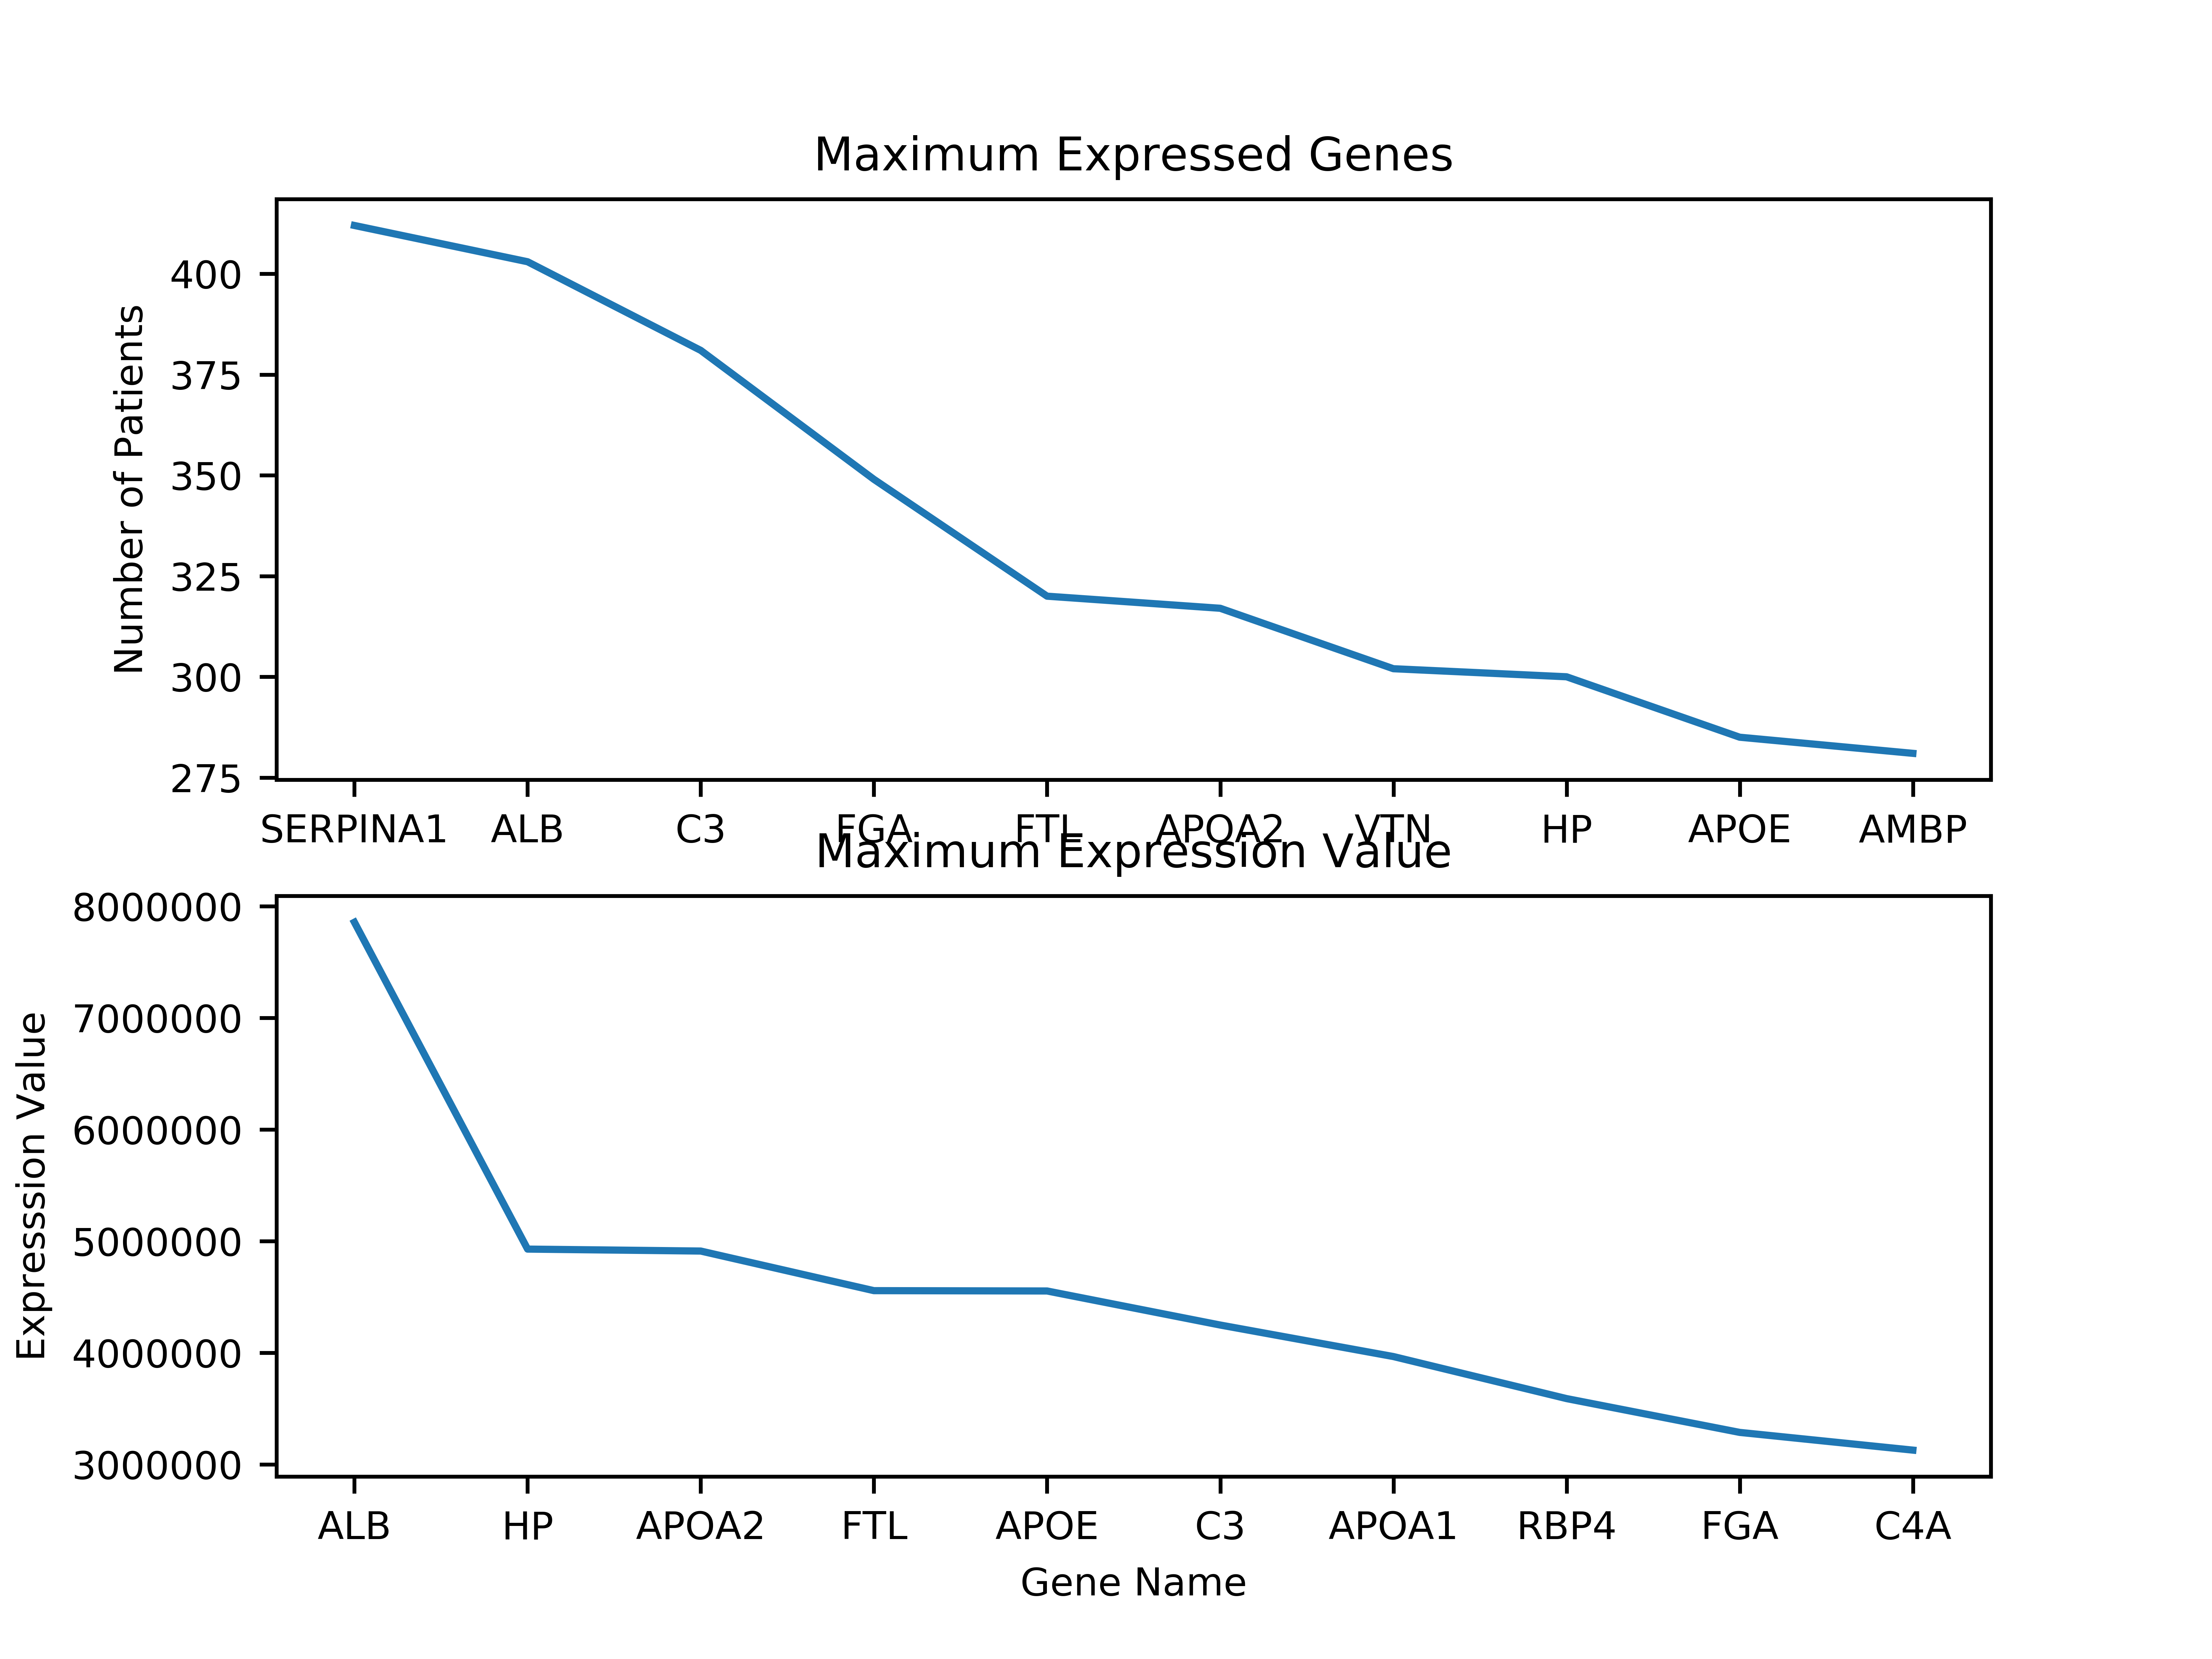 Maximum Expressed Genes
Number of Patients
400
375
350
325
300
275
SERPINA1 ALB C3 FGA FTL APOA2 VTN HP APOE AMBP
Maximum Expression Value
Expresssion Value
8000000
7000000
6000000
5000000
4000000
3000000
ALB HP APOA2 FTL APOE C3 APOA1 RBP4 FGA C4A
Gene Name